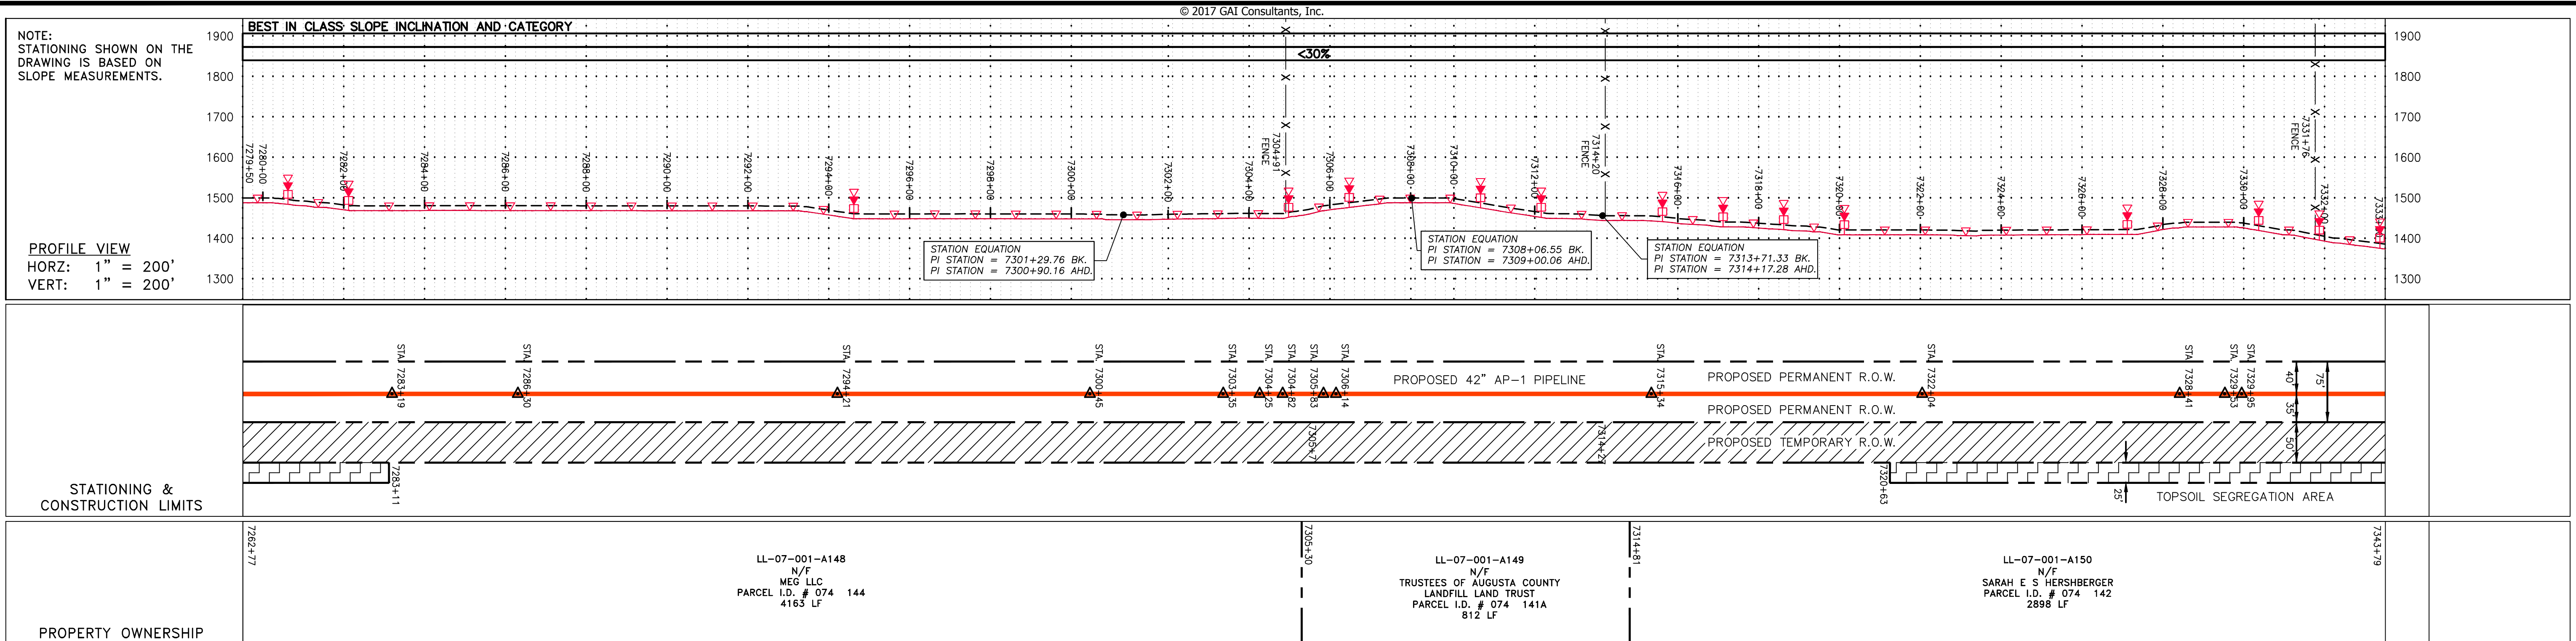 © 2017 GAI Consultants, Inc.
NOTE:
STATIONING SHOWN ON THE
DRAWING IS BASED ON
SLOPE MEASUREMENTS.
BEST IN CLASS SLOPE INCLINATION AND CATEGORY
<30%
1900
1800
1700
1600
1500
1400
1300
1900
1800
1700
1600
1500
1400
1300
PROFILE VIEW
HORZ: 1" = 200'
VERT: 1" = 200'
7279+50
7280+00
7282+00
7284+00
7286+00
7288+00
7290+00
7292+00
7294+00
7296+00
7298+00
7300+00
7302+00
7304+00
7304+91
FENCE
7306+00
7308+00
7310+00
7312+00
7314+20
FENCE
7316+00
7318+00
7320+00
7322+00
7324+00
7326+00
7328+00
7330+00
7331+76
FENCE
7332+00
STATION EQUATION
PI STATION = 7301+29.76 BK.
PI STATION = 7300+90.16 AHD.
STATION EQUATION
PI STATION = 7308+06.55 BK.
PI STATION = 7309+00.06 AHD.
STATION EQUATION
PI STATION = 7313+71.33 BK.
PI STATION = 7314+17.28 AHD.
STATIONING &
CONSTRUCTION LIMITS
STA. 7283+19
STA. 7286+30
STA. 7294+21
STA. 7300+45
STA. 7303+35
STA. 7304+25
STA. 7304+82
STA. 7305+83
STA. 7306+14
STA. 7315+34
STA. 7322+04
STA. 7328+41
STA. 7329+53
STA. 7329+95
PROPOSED 42" AP-1 PIPELINE
PROPOSED PERMANENT R.O.W.
PROPOSED PERMANENT R.O.W.
PROPOSED TEMPORARY R.O.W.
40'
75'
35'
50'
25'
7283+11
7305+7
7314+27
7320+63
TOPSOIL SEGREGATION AREA
PROPERTY OWNERSHIP
7262+77
LL-07-001-A148
N/F
MEG LLC
PARCEL I.D. # 074 144
4163 LF
7305+30
LL-07-001-A149
N/F
TRUSTEES OF AUGUSTA COUNTY
LANDFILL LAND TRUST
PARCEL I.D. # 074 141A
812 LF
7314+81
LL-07-001-A150
N/F
SARAH E S HERSHBERGER
PARCEL I.D. # 074 142
2898 LF
7343+79